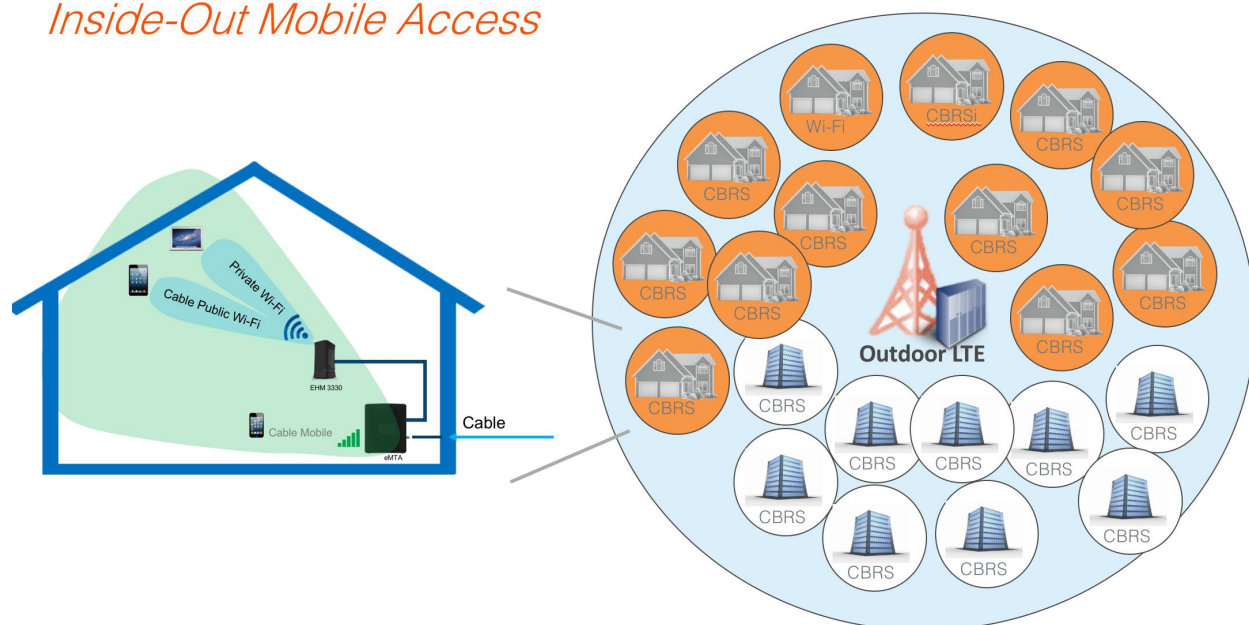 Inside-Out Mobile Access
Private Wi-Fi
Cable Public Wi-Fi
EHM 3330
Cable Mobile
eMTA
Cable
Wi-Fi
CBRSi
CBRS
CBRS
CBRS
CBRS
CBRS
CBRS
CBRS
CBRS
CBRS
CBRS
Outdoor LTE
CBRS
CBRS
CBRS
CBRS
CBRS
CBRS
CBRS
CBRS
CBRS